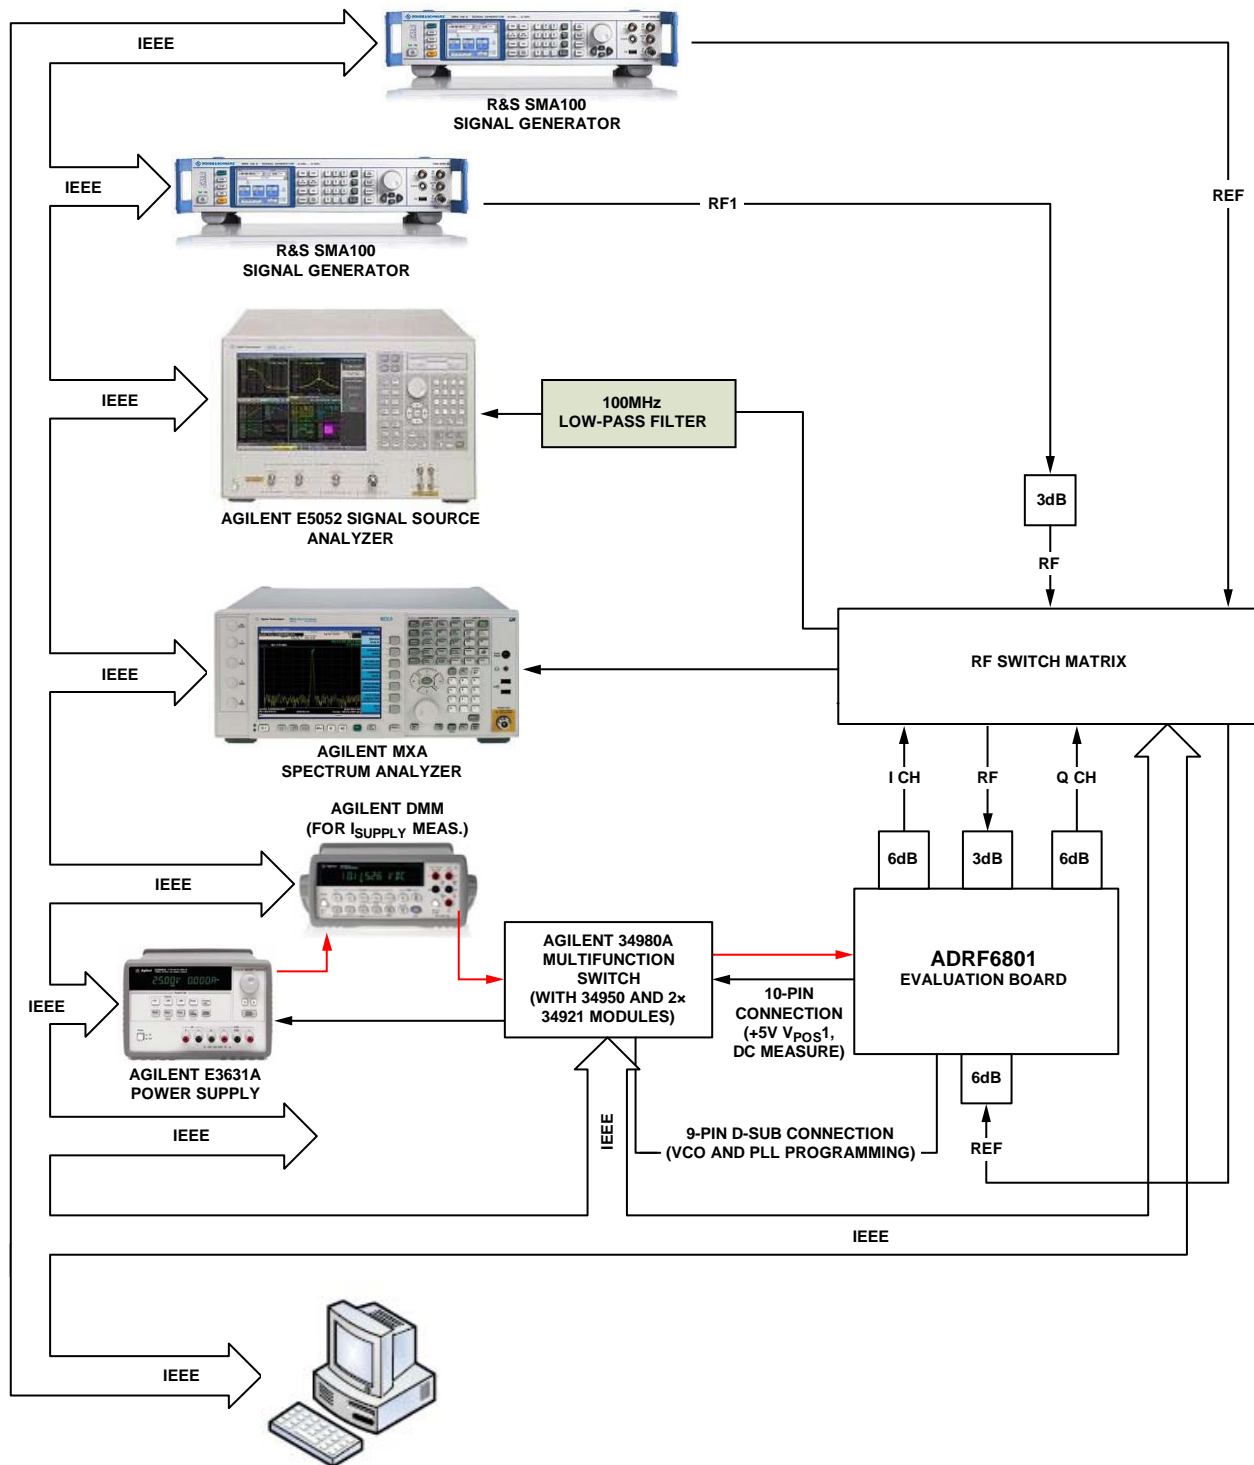 IEEE
R&S SMA100
SIGNAL GENERATOR
REF
IEEE
RF1
R&S SMA100
SIGNAL GENERATOR
IEEE
100MHz
LOW-PASS FILTER
AGILENT E5052 SIGNAL SOURCE
ANALYZER
3dB
RF
IEEE
RF SWITCH MATRIX
AGILENT MXA
SPECTRUM ANALYZER
I CH
RF
Q CH
AGILENT DMM
(FOR ISUPPLY MEAS.)
6dB
3dB
6dB
IEEE
AGILENT 34980A
MULTIFUNCTION
SWITCH
(WITH 34950 AND 2×
34921 MODULES)
ADRF6801
EVALUATION BOARD
10-PIN
CONNECTION
(+5V VPOS1,
DC MEASURE)
IEEE
AGILENT E3631A
POWER SUPPLY
6dB
IEEE
IEEE
9-PIN D-SUB CONNECTION
(VCO AND PLL PROGRAMMING)
REF
IEEE
IEEE